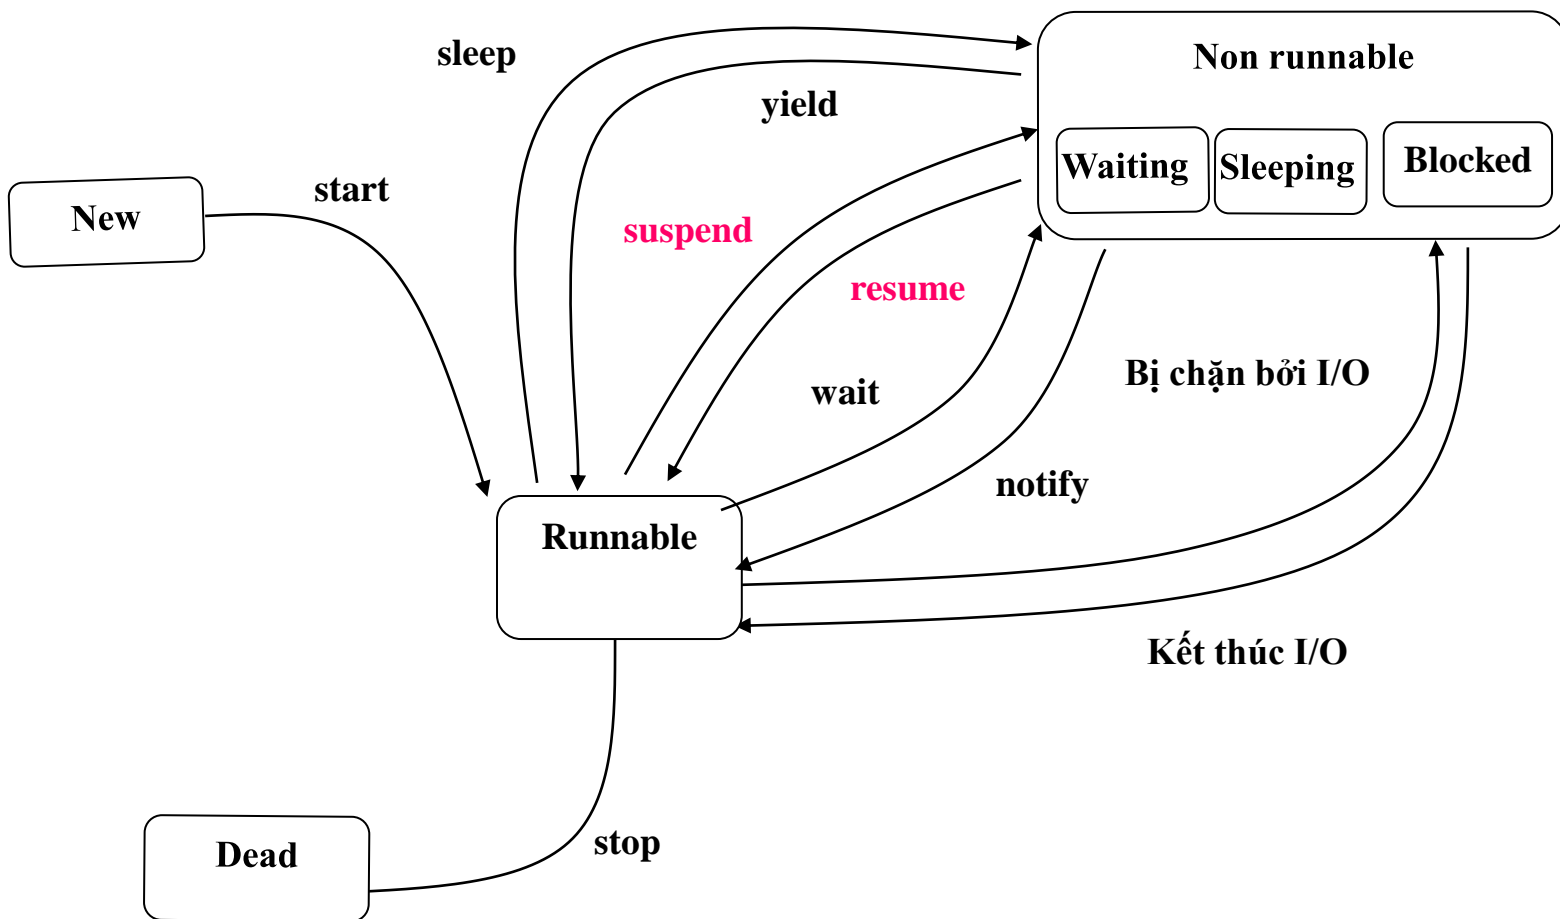 sleep
Non runnable
yield
Waiting
Sleeping
Blocked
start
New
suspend
resume
Bị chặn bởi I/O
wait
notify
Runnable
Kết thúc I/O
stop
Dead